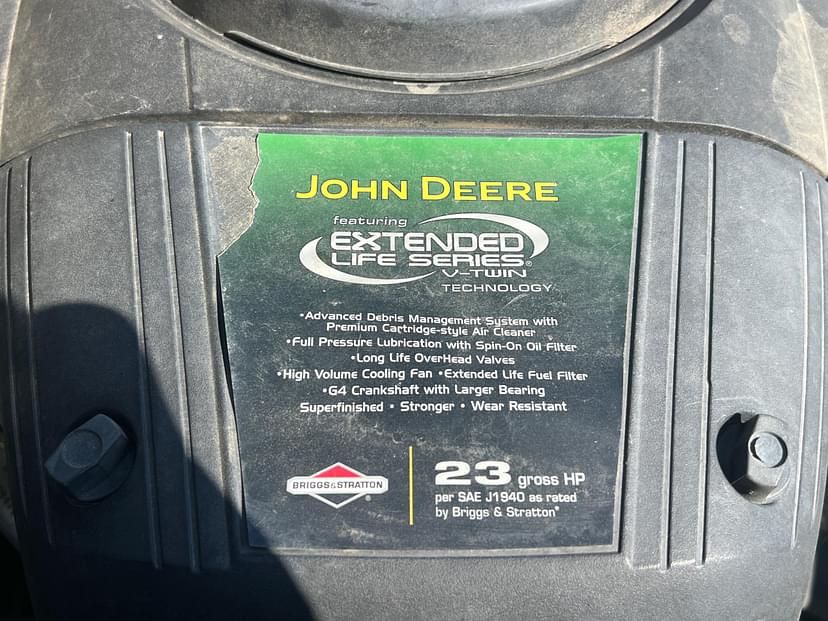 JOHN DEERE
featuring
EXTENDED
LIFE SERIES®
V-TWIN
TECHNOLOGY
•Advanced Debris Management System with
Premium Cartridge-style Air Cleaner
•Full Pressure Lubrication with Spin-On Oil Filter
•Long Life OverHead Valves
•High Volume Cooling Fan •Extended Life Fuel Filter
•G4 Crankshaft with Larger Bearing
Superfinished • Stronger • Wear Resistant
BRIGGS&STRATTON®
23 gross HP
per SAE J1940 as rated
by Briggs & Stratton®